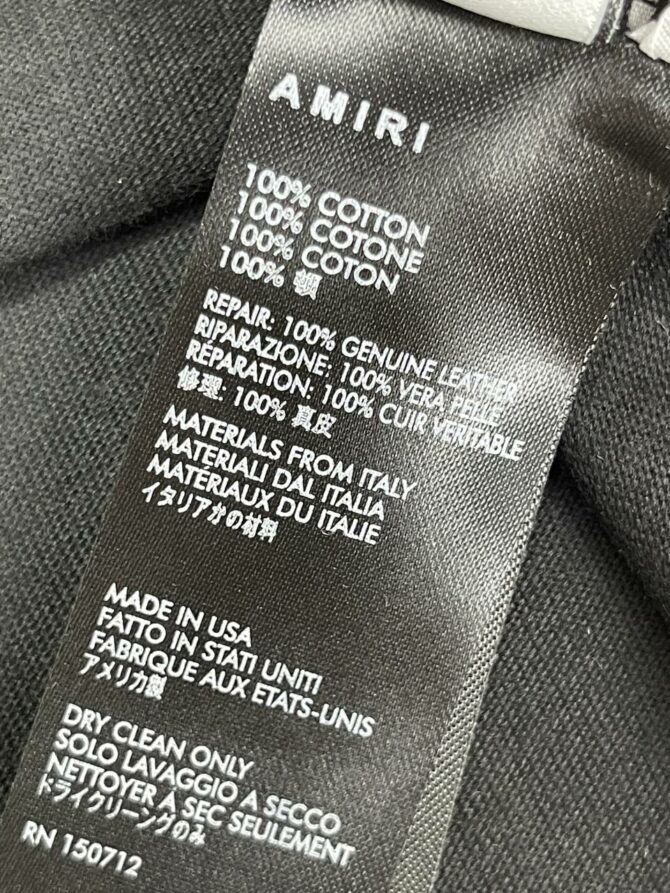 AMIRI
100% COTTON
100% COTONE
100% COTON
100% 頓
REPAIR: 100% GENUINE LEATHER
RIPARAZIONE: 100% VERA PELLE
RÉPARATION: 100% CUIR VERITABLE
修理: 100% 真皮
MATERIALS FROM ITALY
MATERIALI DAL ITALIA
MATÉRIAUX DU ITALIE
イタリアかの材料
MADE IN USA
FATTO IN STATI UNITI
FABRIQUE AUX ETATS-UNIS
アメリカ製
DRY CLEAN ONLY
SOLO LAVAGGIO A SECCO
NETTOYER A SEC SEULEMENT
ドライクリーングのみ
RN 150712